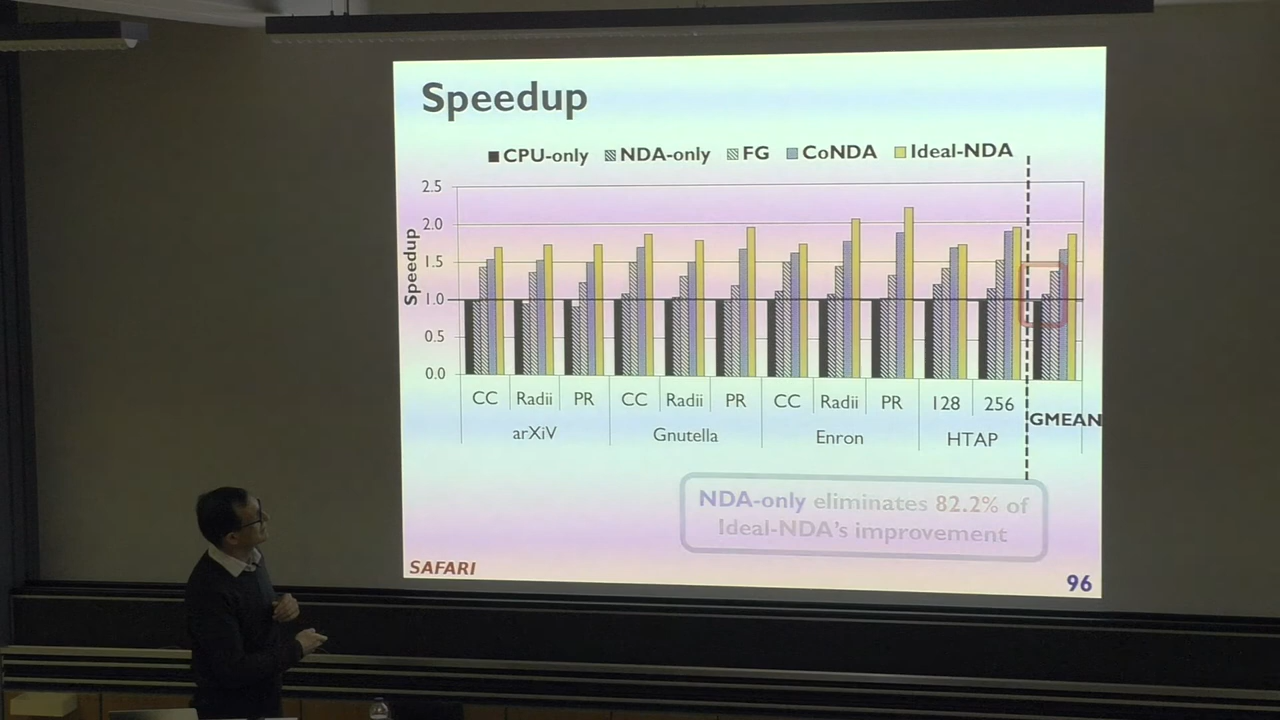 Speedup
CPU-only NDA-only FG CoNDA Ideal-NDA
2.5
2.0
1.5
1.0
0.5
0.0
Speedup
CC Radii PR CC Radii PR CC Radii PR 128 256
GMEAN
arXiV Gnutella Enron HTAP
NDA-only eliminates 82.2% of
Ideal-NDA's improvement
SAFARI
96